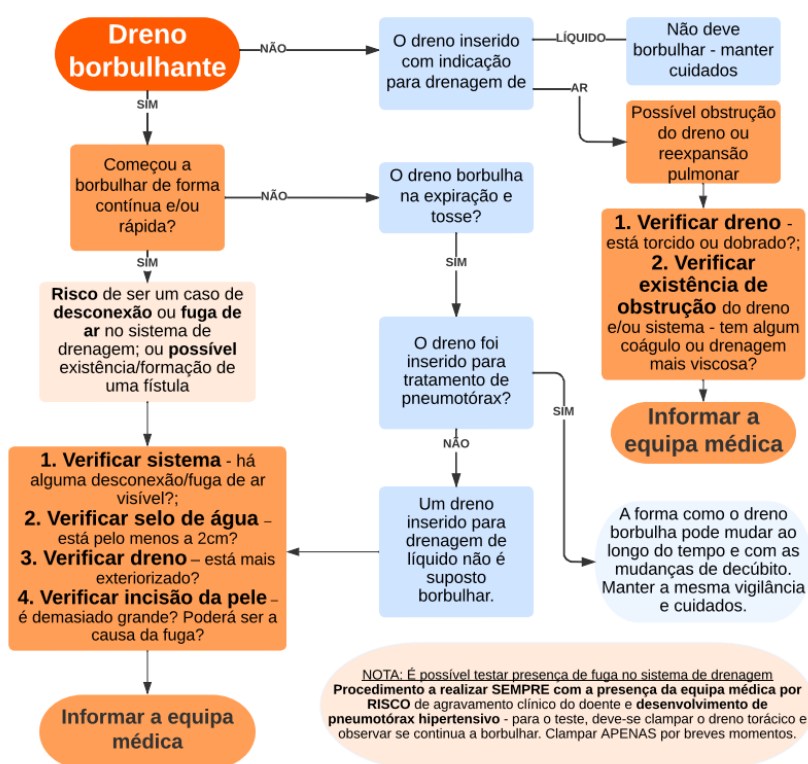 Dreno
borbulhante
NÃO
O dreno inserido
com indicação
para drenagem de
LÍQUIDO
Não deve
borbulhar - manter
cuidados
AR
Possível obstrução
do dreno ou
reexpansão
pulmonar
1. Verificar dreno -
está torcido ou dobrado?;
2. Verificar
existência de
obstrução do dreno
e/ou sistema - tem algum
coágulo ou drenagem
mais viscosa?
Informar a
equipa médica
SIM
Começou a
borbulhar de forma
contínua e/ou
rápida?
NÃO
O dreno borbulha
na expiração e
tosse?
SIM
O dreno foi
inserido para
tratamento de
pneumotórax?
SIM
A forma como o dreno
borbulha pode mudar ao
longo do tempo e com as
mudanças de decúbito.
Manter a mesma vigilância
e cuidados.
NÃO
Um dreno
inserido para
drenagem de
líquido não é
suposto
borbulhar.
SIM
Risco de ser um caso de
desconexão ou fuga de
ar no sistema de
drenagem; ou possível
existência/formação de
uma fístula
1. Verificar sistema - há
alguma desconexão/fuga de ar
visível?;
2. Verificar selo de água –
está pelo menos a 2cm?
3. Verificar dreno – está mais
exteriorizado?
4. Verificar incisão da pele –
é demasiado grande? Poderá ser a
causa da fuga?
Informar a equipa
médica
NOTA: É possível testar presença de fuga no sistema de drenagem
Procedimento a realizar SEMPRE com a presença da equipa médica por
RISCO de agravamento clínico do doente e desenvolvimento de
pneumotórax hipertensivo - para o teste, deve-se clampar o dreno torácico e
observar se continua a borbulhar. Clampar APENAS por breves momentos.